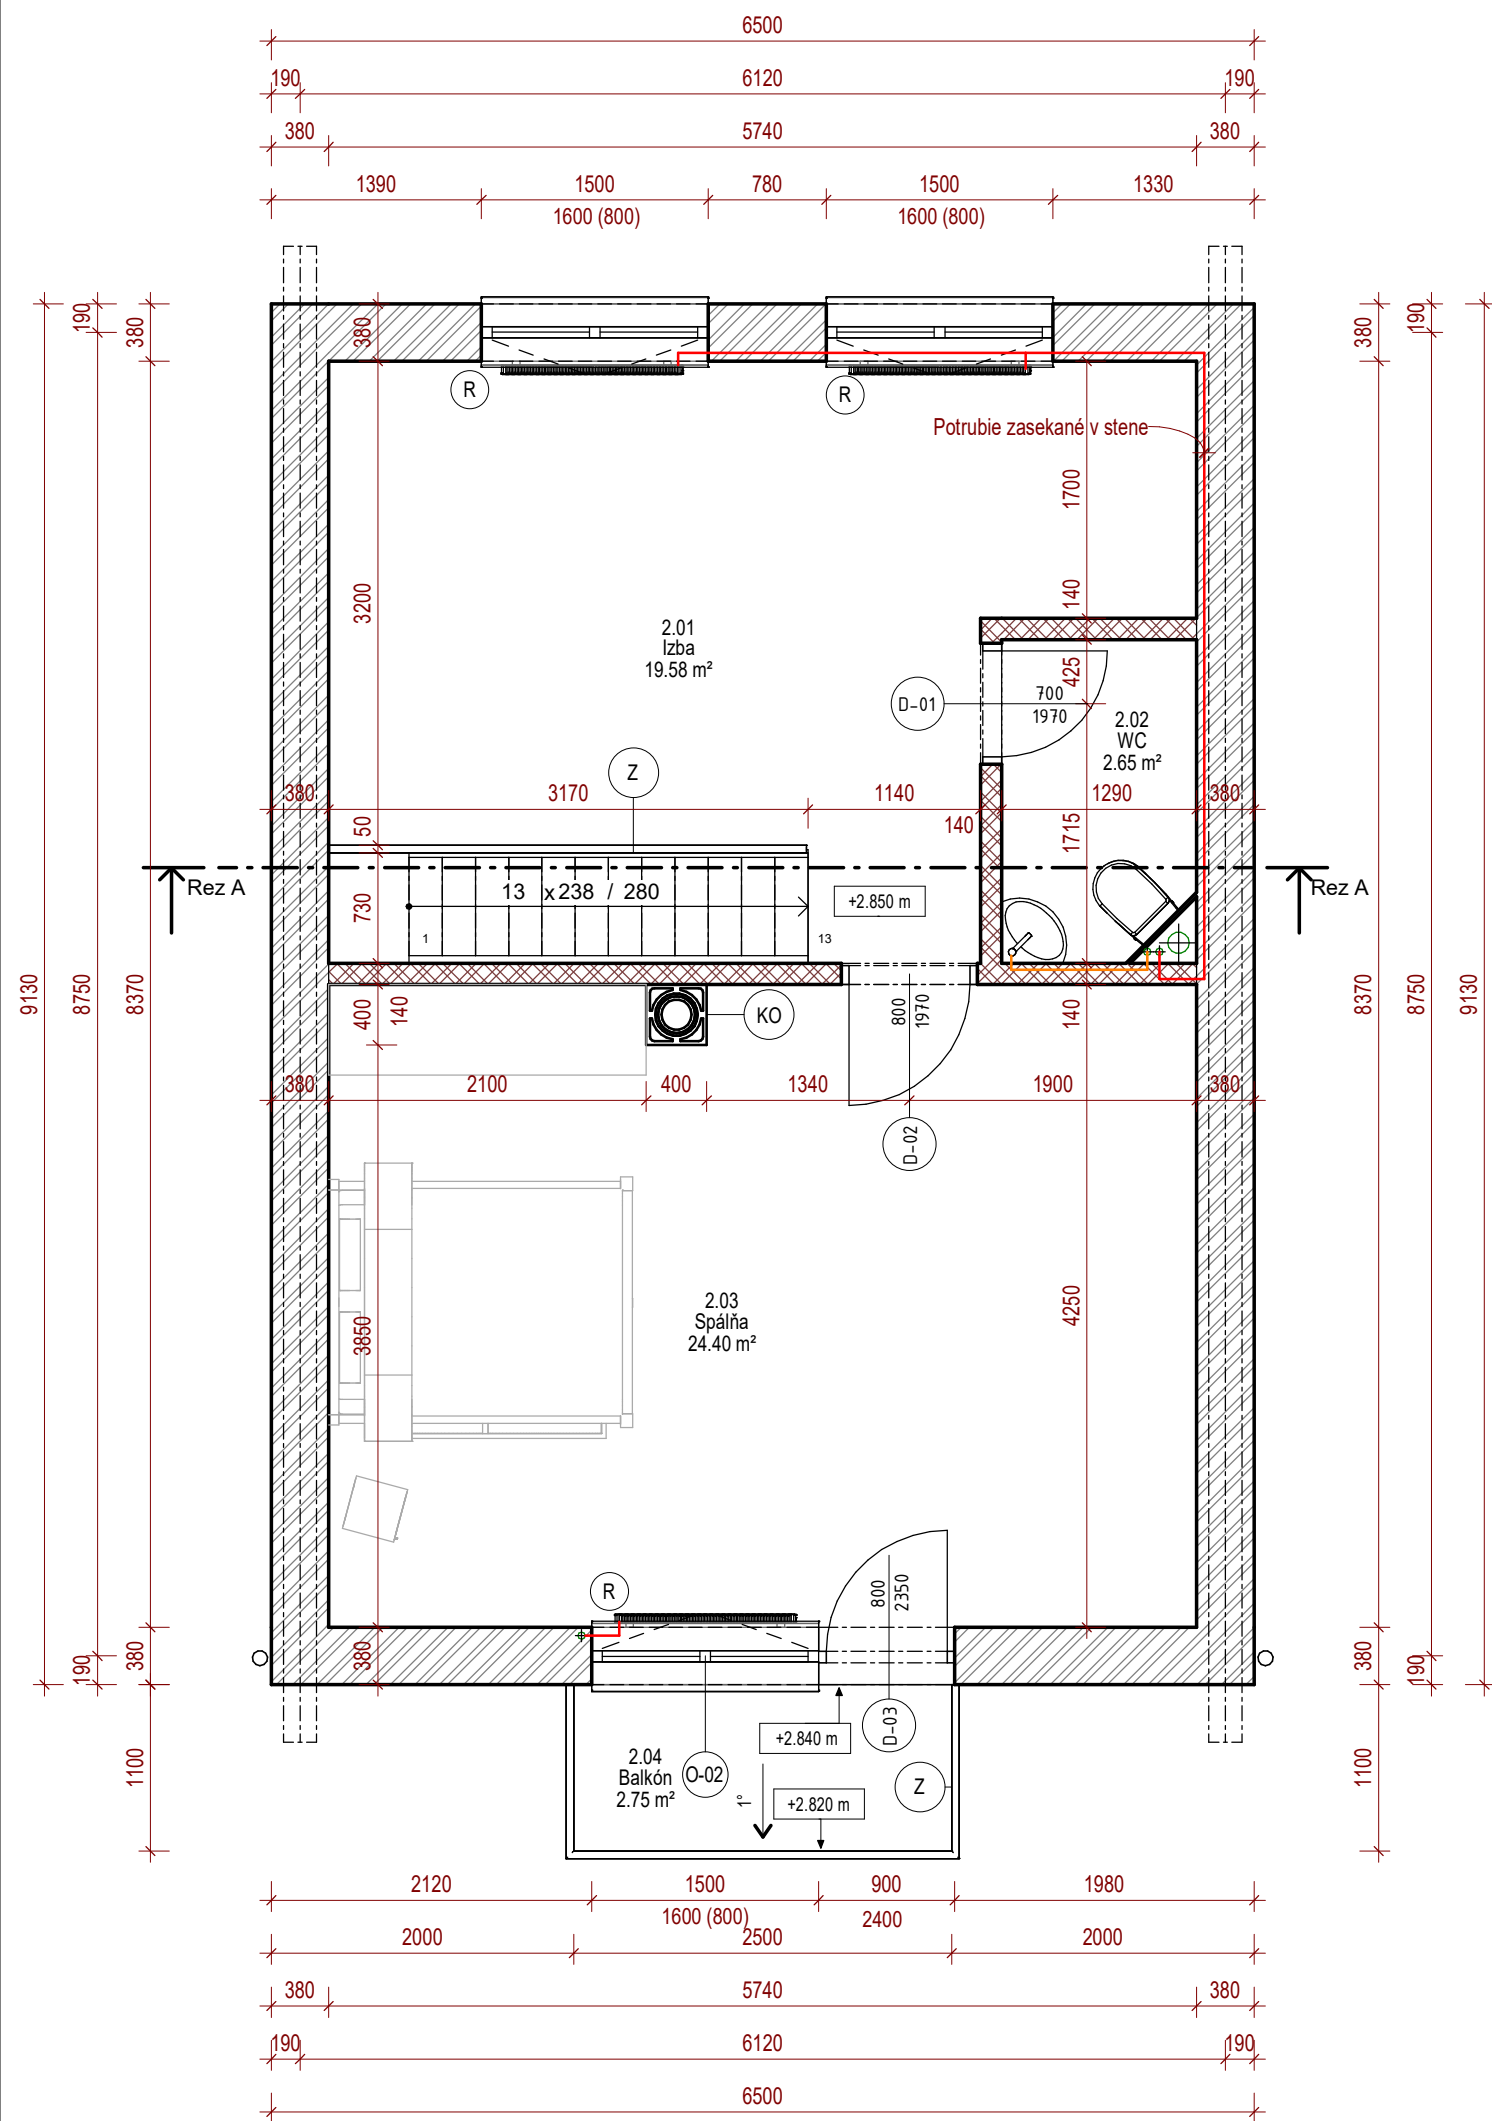 6500
190 6120 190
380 5740 380
1390 1500 780 1500 1330
1600 (800) 1600 (800)
190
380
380
190
380
R
R
Potrubie zasekané v stene
1700
3200
140
2.01
Izba
19.58 m²
425
D-01
700
1970
2.02
WC
2.65 m²
Z
380 3170 1140 1290 380
50
140
1715
Rez A
Rez A
13 x 238 / 280
730
+2.850 m
1
13
9130
8750
8370
8370
8750
9130
400
140
KO
800
1970
140
380 2100 400 1340 1900 380
D-02
2.03
Spálňa
24.40 m²
3850
4250
R
800
2350
380
190
380
380
190
D-03
+2.840 m
2.04
Balkón
2.75 m²
O-02
Z
1°
+2.820 m
1100
1100
2120 1500 900 1980
1600 (800) 2400
2000 2500 2000
380 5740 380
190 6120 190
6500